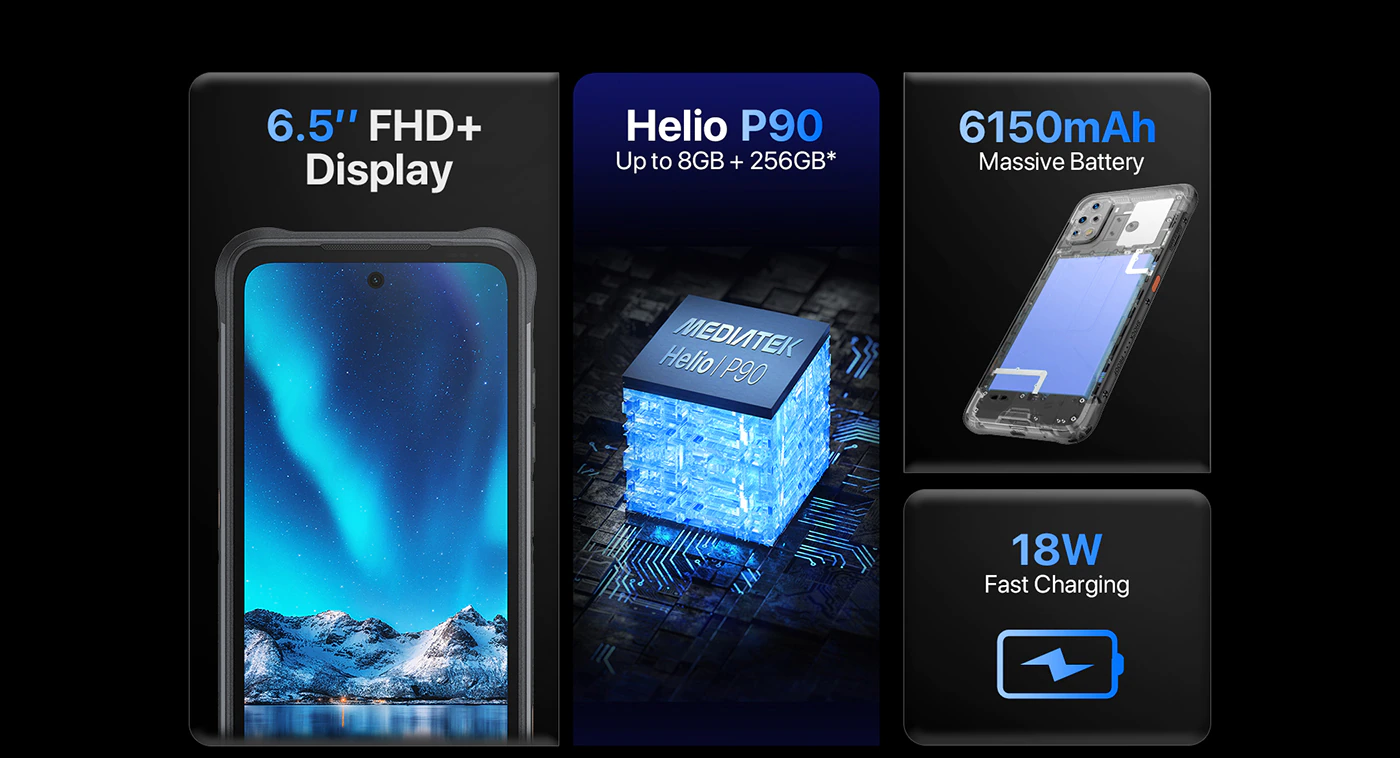 6.5″ FHD+
Display
Helio P90
Up to 8GB + 256GB*
MEDIATEK
Helio | P90
6150mAh
Massive Battery
18W
Fast Charging